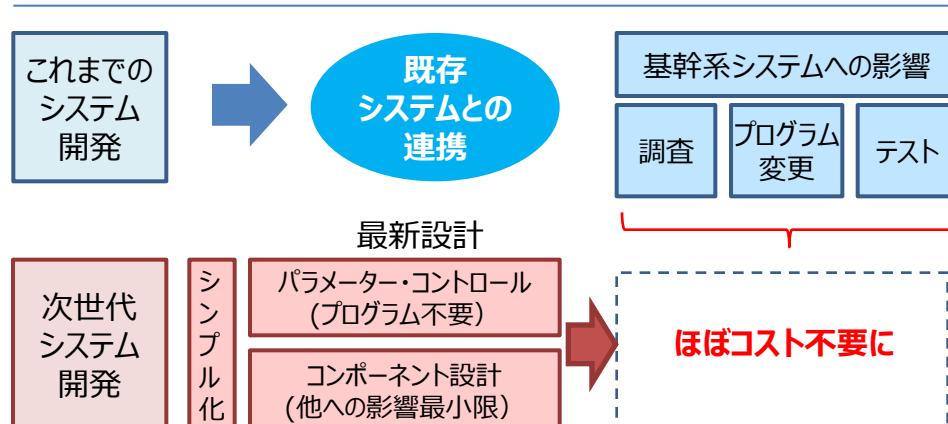 これまでの
システム
開発
既存
システムとの
連携
基幹系システムへの影響
調査
プログラム
変更
テスト
最新設計
次世代
システム
開発
シンプル化
パラメーター・コントロール
(プログラム不要)
コンポーネント設計
(他への影響最小限)
ほぼコスト不要に